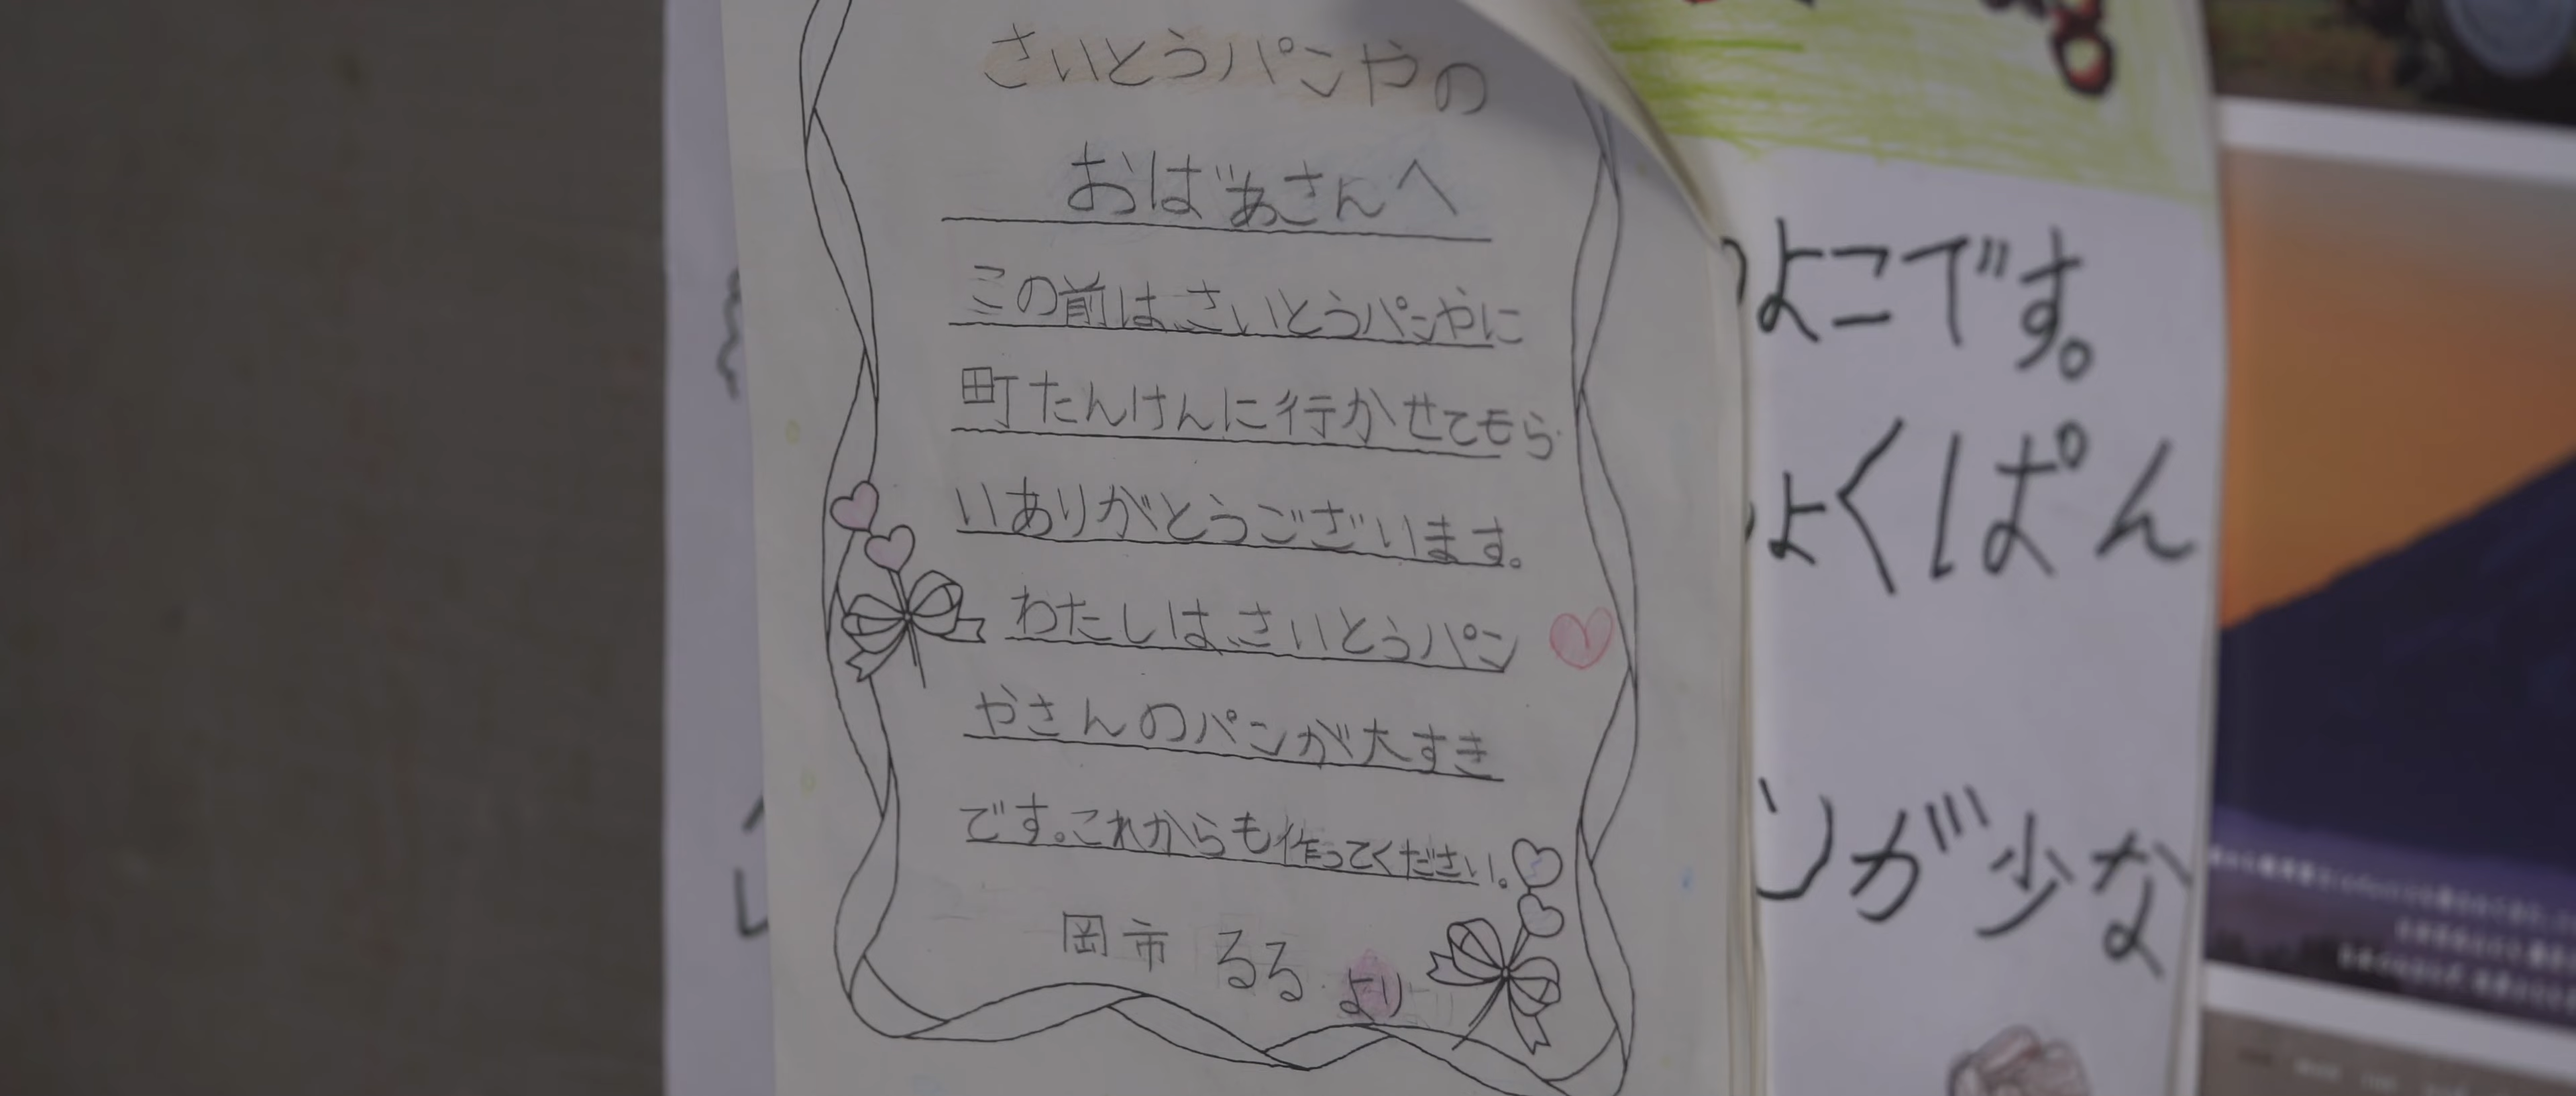 さいとうパンやの
おばあさんへ
この前は、さいとうパンやに
町たんけんに行かせてもら
いありがとうございます。
わたしは、さいとうパン
やさんのパンが大すき
です。これからも作ってください。
岡市 るるより
よこです。
ょくぱん
ンが少な